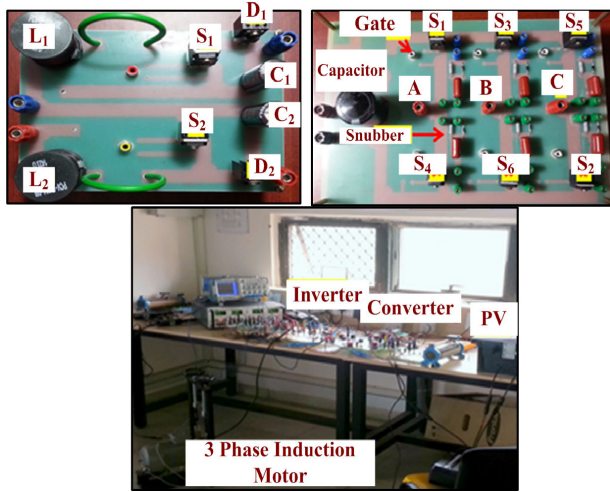 L1
S1
D1
C1
S2
C2
L2
D2
Gate
S1
S3
S5
Capacitor
A
B
C
Snubber
S4
S6
S2
Inverter
Converter
PV
3 Phase Induction
Motor